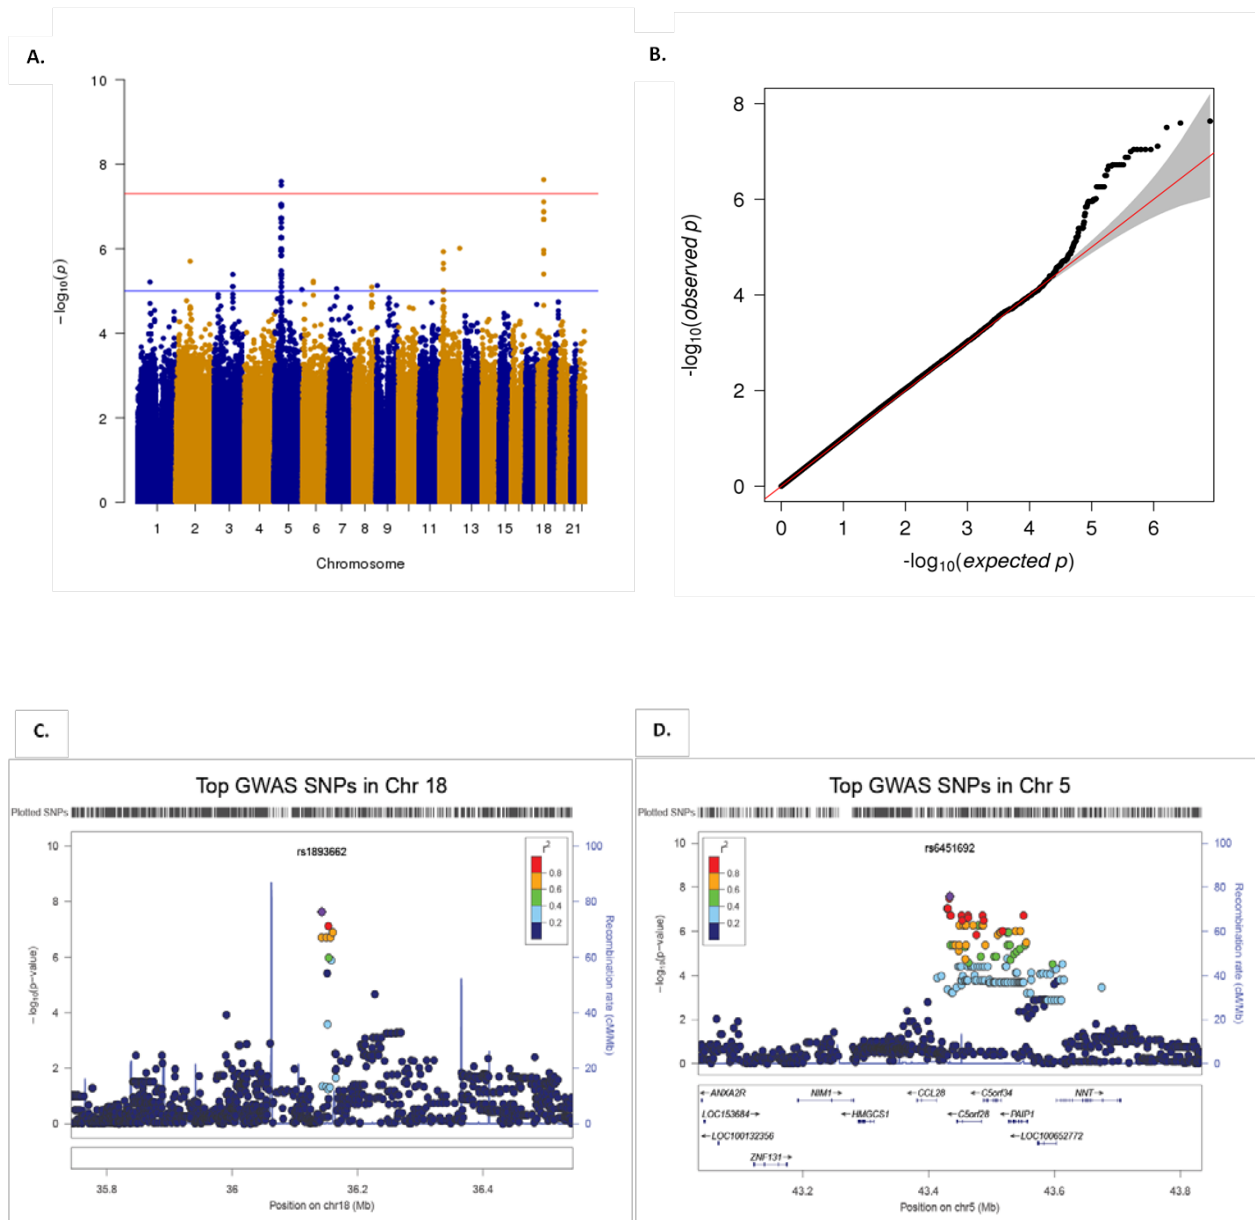 A.
10
8
6
4
2
0
−log10(p)
1 2 3 4 5 6 7 8 9 11 13 15 18 21
Chromosome
B.
8
6
4
2
0
-log10(observed p)
0 1 2 3 4 5 6
-log10(expected p)
C.
Top GWAS SNPs in Chr 18
Plotted SNPs
10
8
6
4
2
0
−log10(p−value)
rs1893662
r2
0.8
0.6
0.4
0.2
100
80
60
40
20
0
Recombination rate (cM/Mb)
35.8 36 36.2 36.4
Position on chr18 (Mb)
D.
Top GWAS SNPs in Chr 5
Plotted SNPs
10
8
6
4
2
0
−log10(p−value)
r2
0.8
0.6
0.4
0.2
rs6451692
100
80
60
40
20
0
Recombination rate (cM/Mb)
←ANXA2R NIM1→ ←CCL28 ←C5orf34 NNT→
LOC153684→ ←HMGCS1 ←C5orf28 ←PAIP1
←LOC100132356 ←LOC100652772
ZNF131→
43.2 43.4 43.6 43.8
Position on chr5 (Mb)